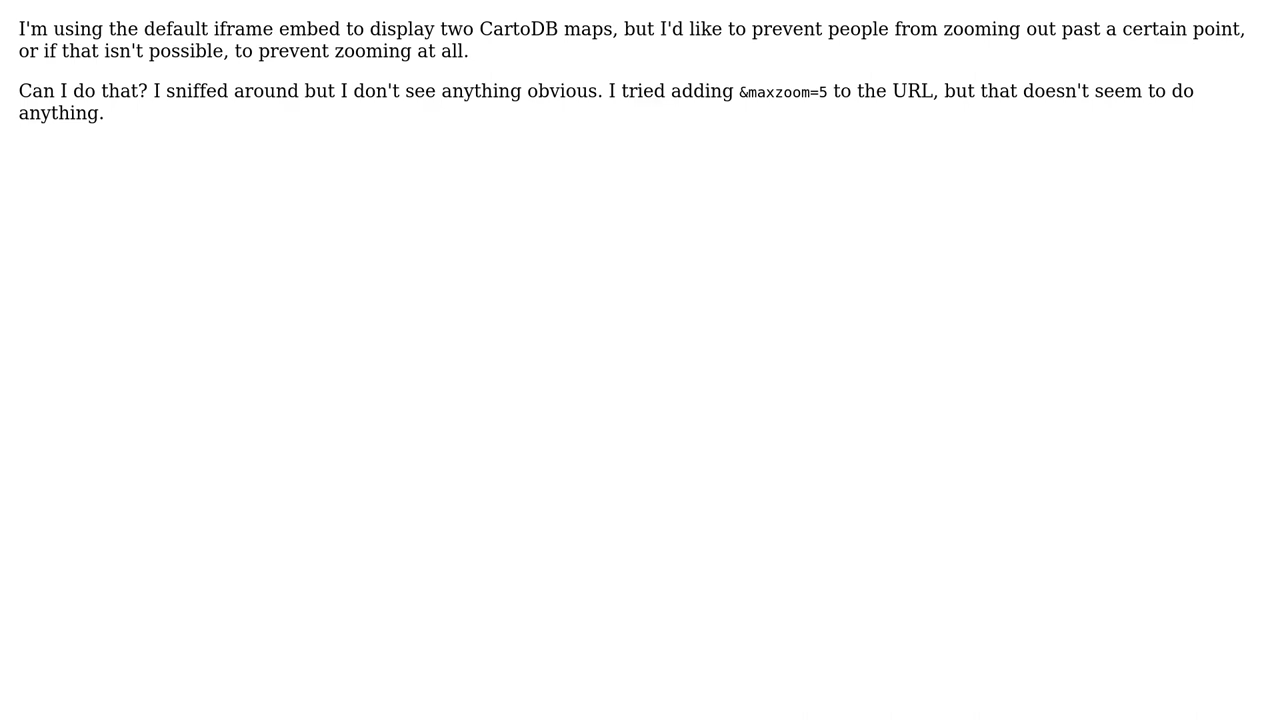 I'm using the default iframe embed to display two CartoDB maps, but I'd like to prevent people from zooming out past a certain point,
or if that isn't possible, to prevent zooming at all.
Can I do that? I sniffed around but I don't see anything obvious. I tried adding &maxzoom=5 to the URL, but that doesn't seem to do
anything.